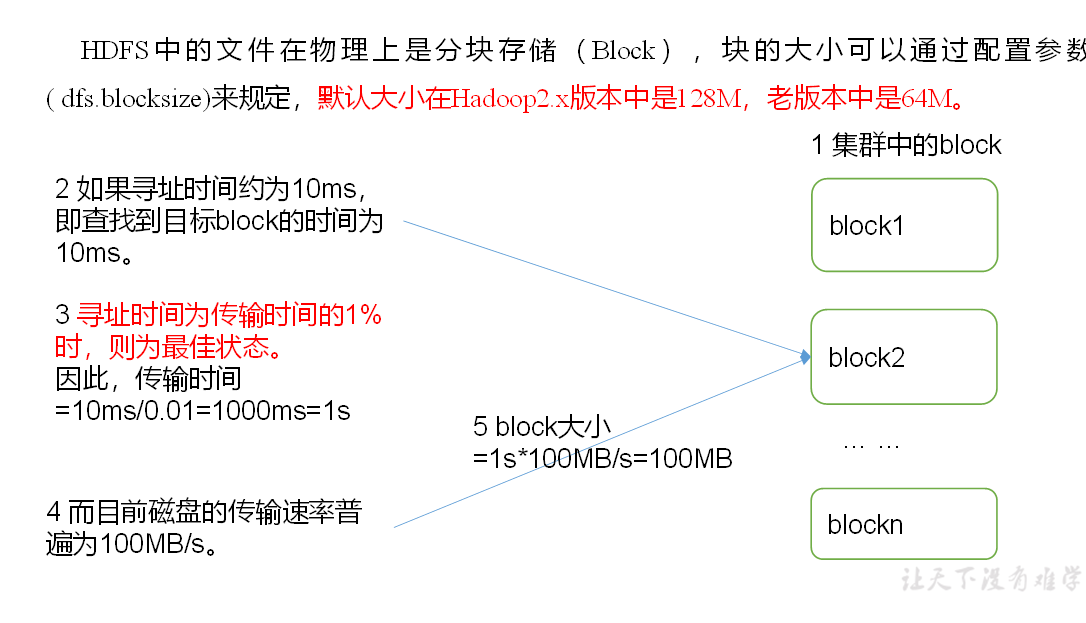 HDFS中的文件在物理上是分块存储（Block），块的大小可以通过配置参数
( dfs.blocksize)来规定，默认大小在Hadoop2.x版本中是128M，老版本中是64M。
1 集群中的block
2 如果寻址时间约为10ms，
即查找到目标block的时间为
10ms。
block1
3 寻址时间为传输时间的1%
时，则为最佳状态。
因此，传输时间
=10ms/0.01=1000ms=1s
block2
5 block大小
=1s*100MB/s=100MB
… …
4 而目前磁盘的传输速率普
遍为100MB/s。
blockn
让天下没有难学